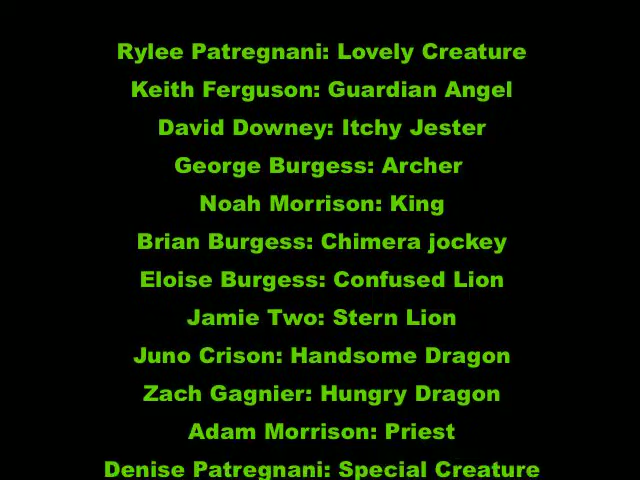 Rylee Patregnani: Lovely Creature
Keith Ferguson: Guardian Angel
David Downey: Itchy Jester
George Burgess: Archer
Noah Morrison: King
Brian Burgess: Chimera jockey
Eloise Burgess: Confused Lion
Jamie Two: Stern Lion
Juno Crison: Handsome Dragon
Zach Gagnier: Hungry Dragon
Adam Morrison: Priest
Denise Patregnani: Special Creature